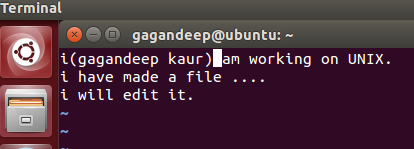 Terminal
gagandeep@ubuntu: ~
i(gagandeep kaur) am working on UNIX.
i have made a file ....
i will edit it.
~
~
~